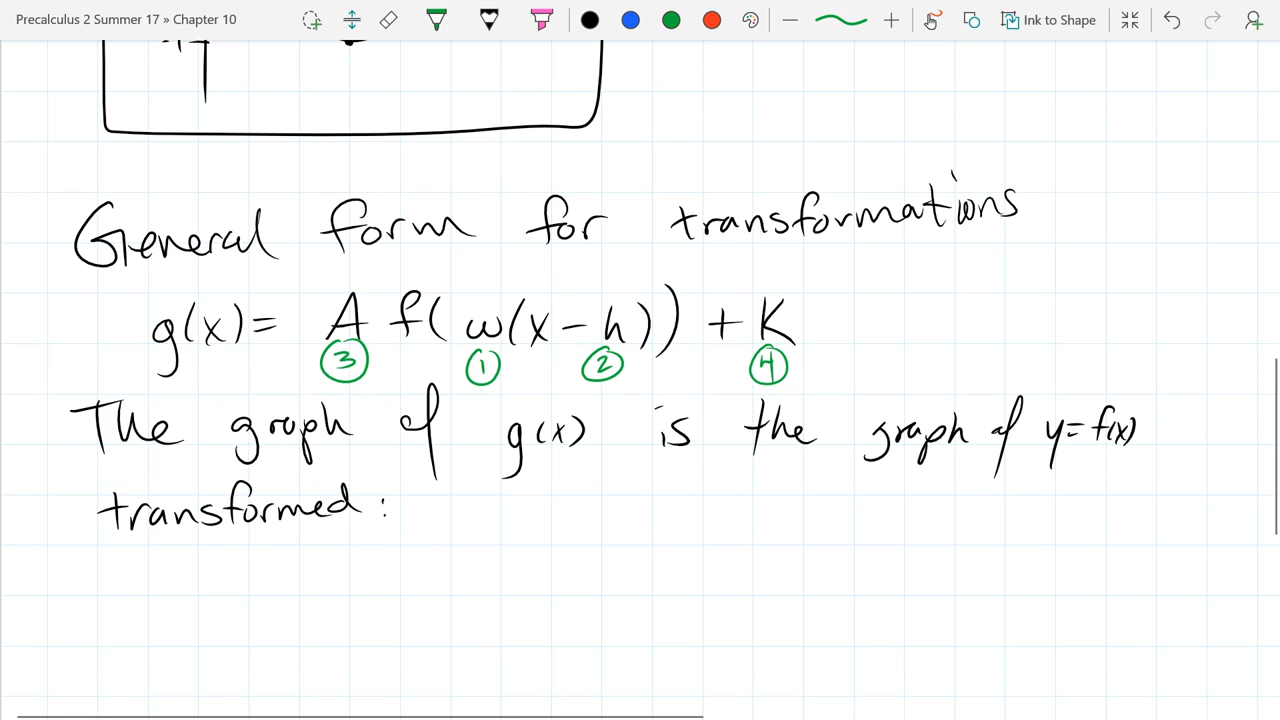 Precalculus 2 Summer 17 » Chapter 10
Ink to Shape
General form for transformations
g(x) = A f( ω(x - h)) + K
3 1 2 4
The graph of g(x) is the graph of y = f(x)
transformed: